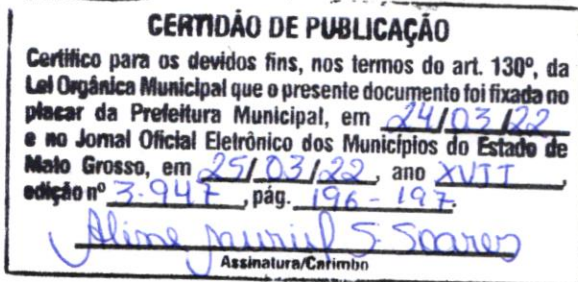 CERTIDÃO DE PUBLICAÇÃO
Certifico para os devidos fins, nos termos do art. 130º, da
Lei Orgânica Municipal que o presente documento foi fixada no
placar da Prefeitura Municipal, em 24/03/22
e no Jornal Oficial Eletrônico dos Municípios do Estado de
Mato Grosso, em 25/03/22, ano XVII,
edição nº 3.947, pág. 196-197.
Aline S. Soares
Assinatura/Carimbo